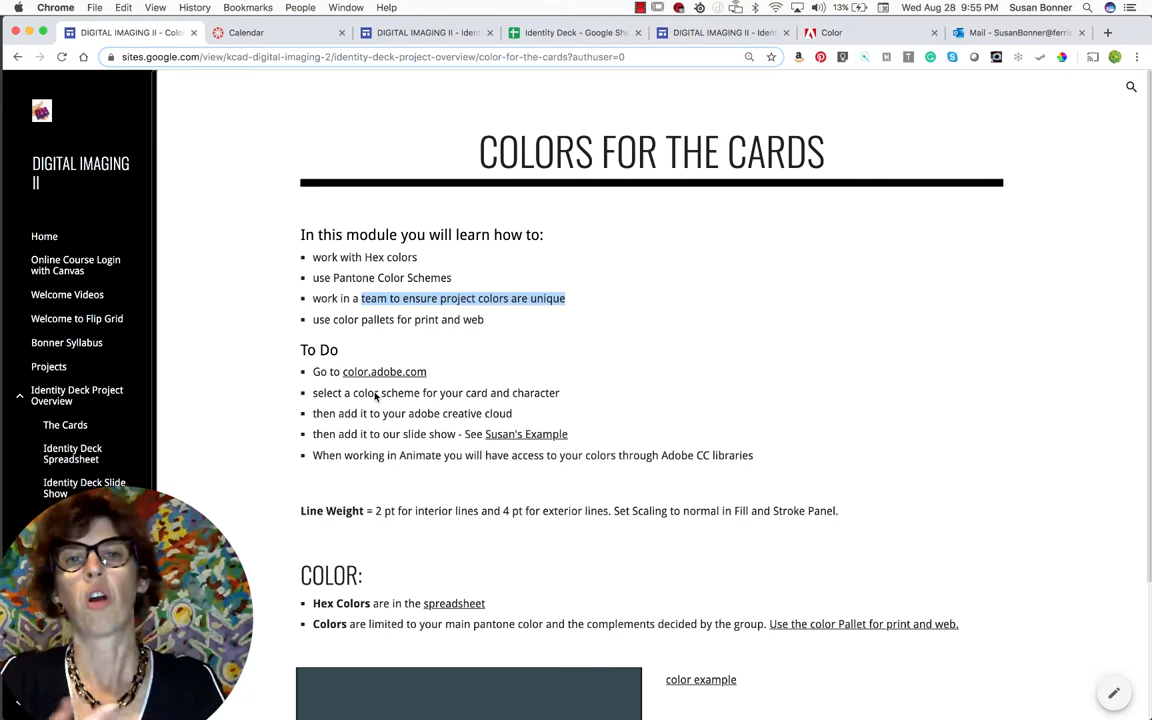 Chrome File Edit View History Bookmarks People Window Help 13% Wed Aug 28 9:55 PM Susan Bonner
DIGITAL IMAGING II - Colo × Calendar × DIGITAL IMAGING II - Iden × Identity Deck - Google She × DIGITAL IMAGING II - Iden × Color × Mail - SusanBonner@ferris ×
sites.google.com/view/kcad-digital-imaging-2/identity-deck-project-overview/color-for-the-cards?authuser=0
DIGITAL IMAGING
II
Home
Online Course Login
with Canvas
Welcome Videos
Welcome to Flip Grid
Bonner Syllabus
Projects
Identity Deck Project
Overview
The Cards
Identity Deck
Spreadsheet
Identity Deck Slide
Show
COLORS FOR THE CARDS
In this module you will learn how to:
work with Hex colors
use Pantone Color Schemes
work in a team to ensure project colors are unique
use color pallets for print and web
To Do
Go to color.adobe.com
select a color scheme for your card and character
then add it to your adobe creative cloud
then add it to our slide show - See Susan's Example
When working in Animate you will have access to your colors through Adobe CC libraries
Line Weight = 2 pt for interior lines and 4 pt for exterior lines. Set Scaling to normal in Fill and Stroke Panel.
COLOR:
Hex Colors are in the spreadsheet
Colors are limited to your main pantone color and the complements decided by the group. Use the color Pallet for print and web.
color example